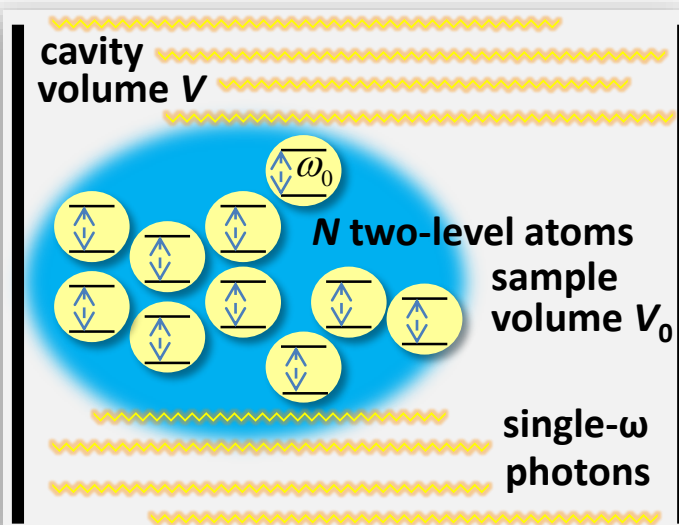 cavity
volume V
ω₀
N two-level atoms
sample
volume V₀
single-ω
photons